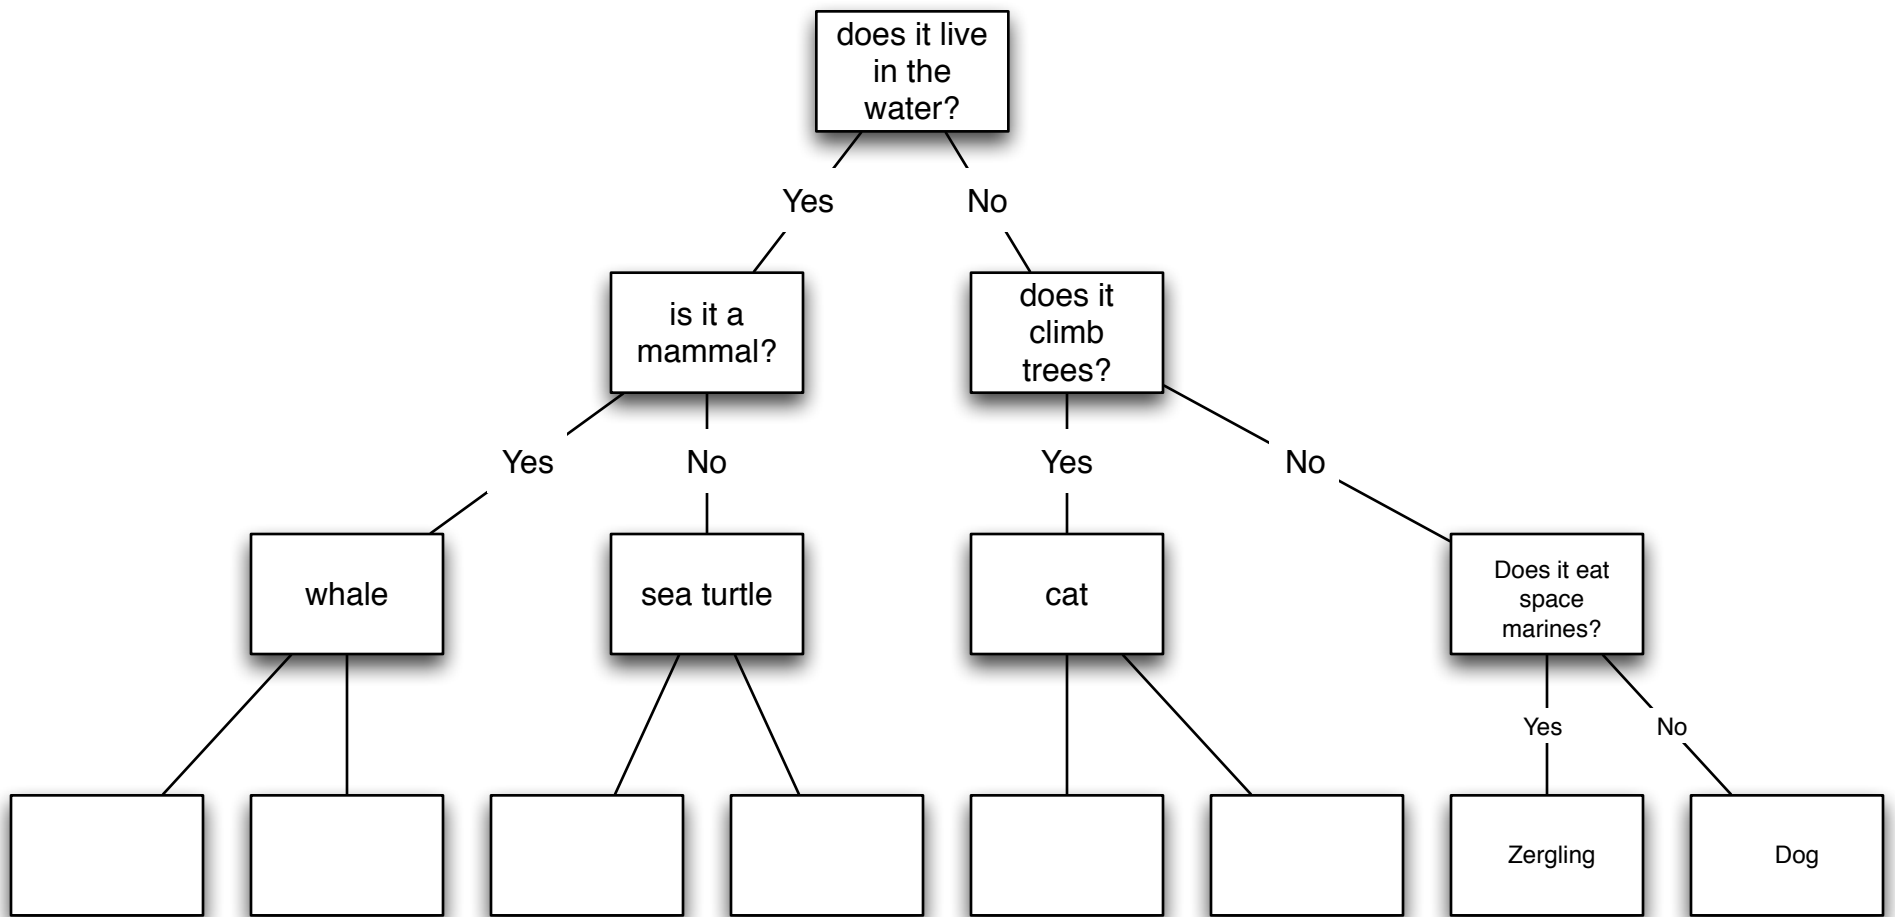 does it live
in the
water?
Yes
No
is it a
mammal?
does it
climb
trees?
Yes
No
Yes
No
whale
sea turtle
cat
Does it eat
space
marines?
Yes
No
Zergling
Dog